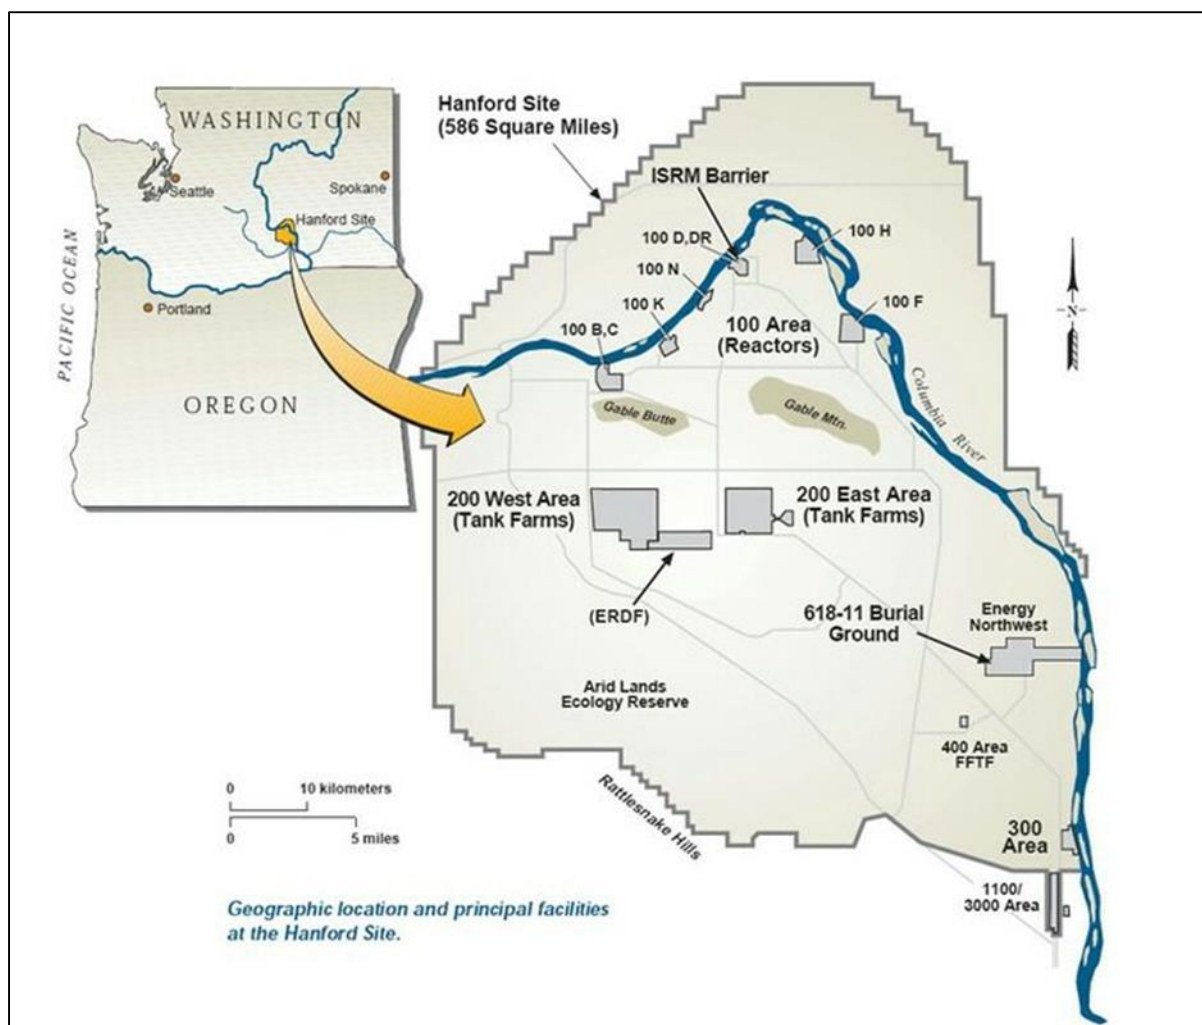 WASHINGTON
Seattle
Spokane
Hanford Site
PACIFIC OCEAN
Portland
OREGON
Hanford Site
(586 Square Miles)
ISRM Barrier
100 D,DR
100 H
100 N
100 K
100 F
100 B,C
100 Area
(Reactors)
Gable Butte
Gable Mtn.
Columbia River
N
200 West Area
(Tank Farms)
200 East Area
(Tank Farms)
(ERDF)
618-11 Burial
Ground
Energy
Northwest
Arid Lands
Ecology Reserve
400 Area
FFTF
Rattlesnake Hills
300
Area
1100/
3000 Area
0 10 kilometers
0 5 miles
Geographic location and principal facilities
at the Hanford Site.